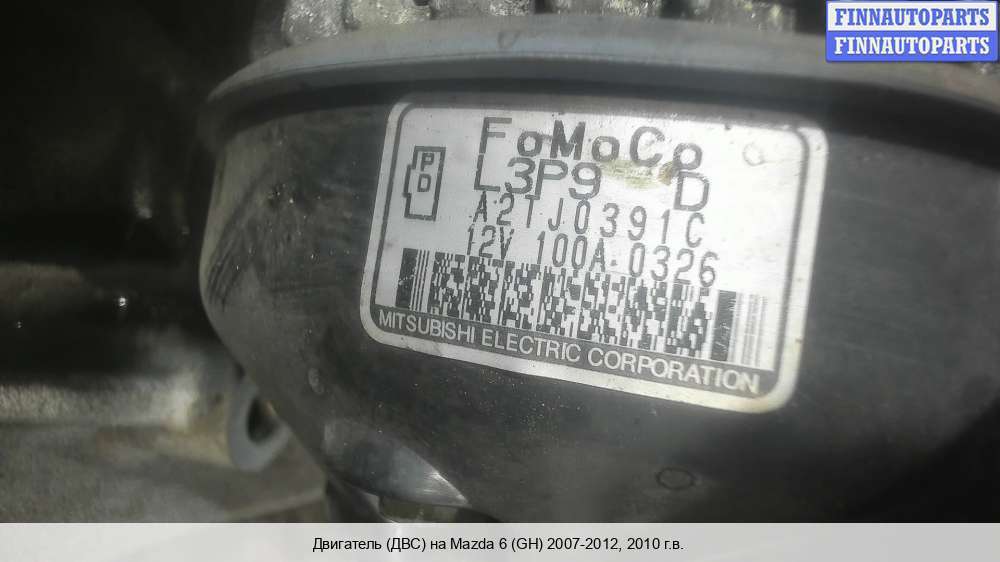 FINNAUTOPARTS
FINNAUTOPARTS
FoMoCo
PD
L3P9 D
A2TJ0391C
12V 100A 0326
MITSUBISHI ELECTRIC CORPORATION
Двигатель (ДВС) на Mazda 6 (GH) 2007-2012, 2010 г.в.